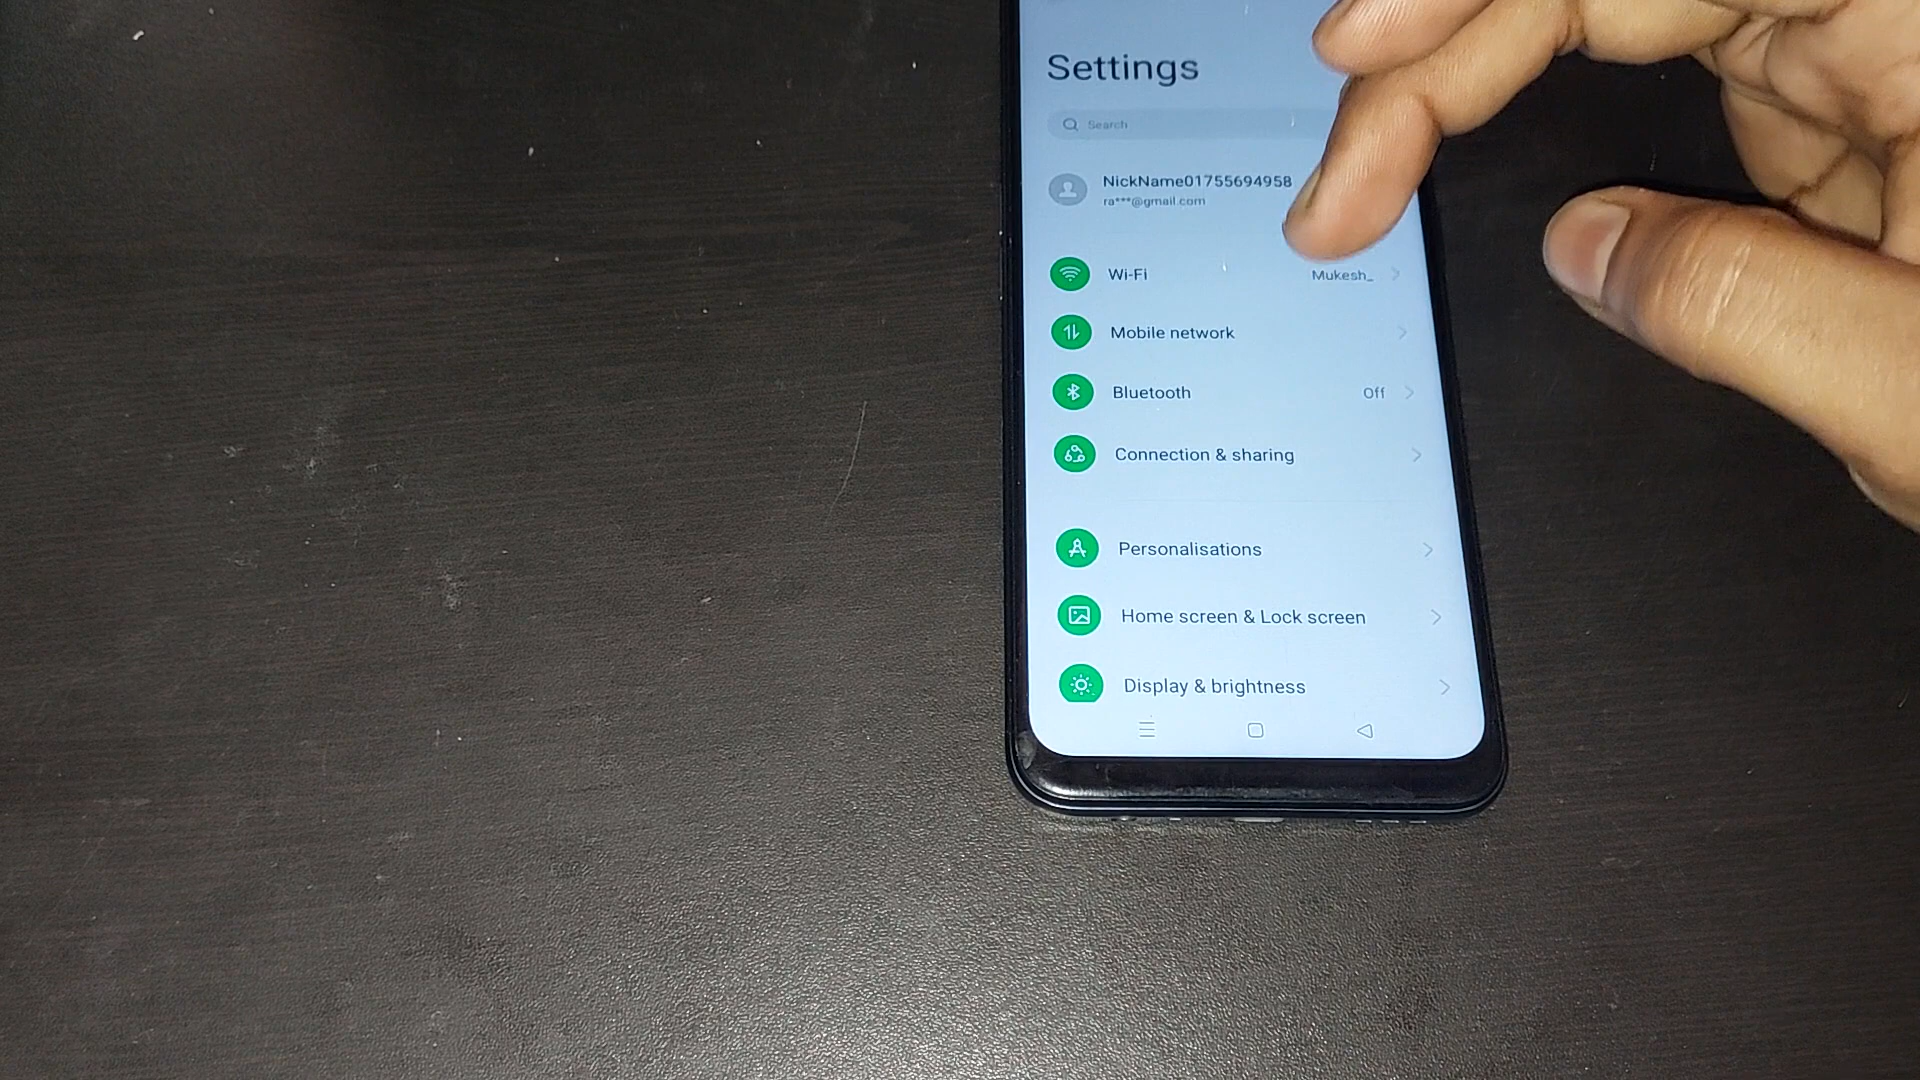 Settings
Search
NickName01755694958
ra***@gmail.com
Wi-Fi Mukesh_
Mobile network
Bluetooth Off
Connection & sharing
Personalisations
Home screen & Lock screen
Display & brightness